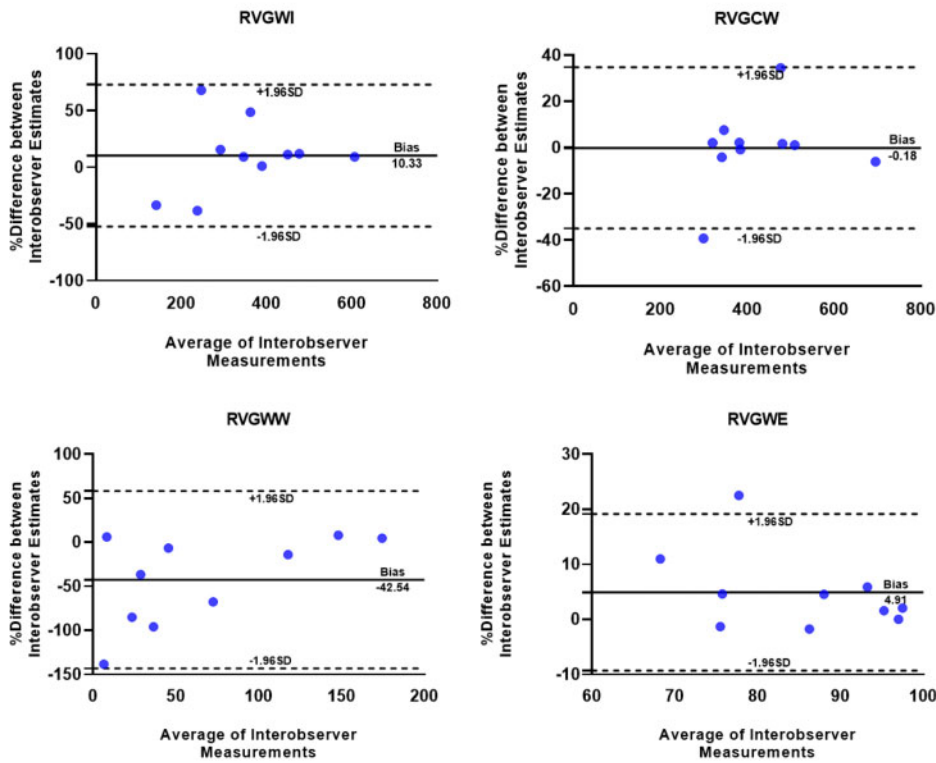 RVGWI
%Difference between
Interobserver Estimates
100
50
0
-50
-100
+1.96SD
Bias
10.33
-1.96SD
0 200 400 600 800
Average of Interobserver
Measurements
RVGCW
%Difference between
Interobserver Estimates
40
20
0
-20
-40
-60
+1.96SD
Bias
-0.18
-1.96SD
0 200 400 600 800
Average of Interobserver
Measurements
RVGWW
%Difference between
Interobserver Estimates
100
50
0
-50
-100
-150
+1.96SD
Bias
-42.54
-1.96SD
0 50 100 150 200
Average of Interobserver
Measurements
RVGWE
%Difference between
Interobserver Estimates
30
20
10
0
-10
+1.96SD
Bias
4.91
-1.96SD
60 70 80 90 100
Average of Interobserver
Measurements